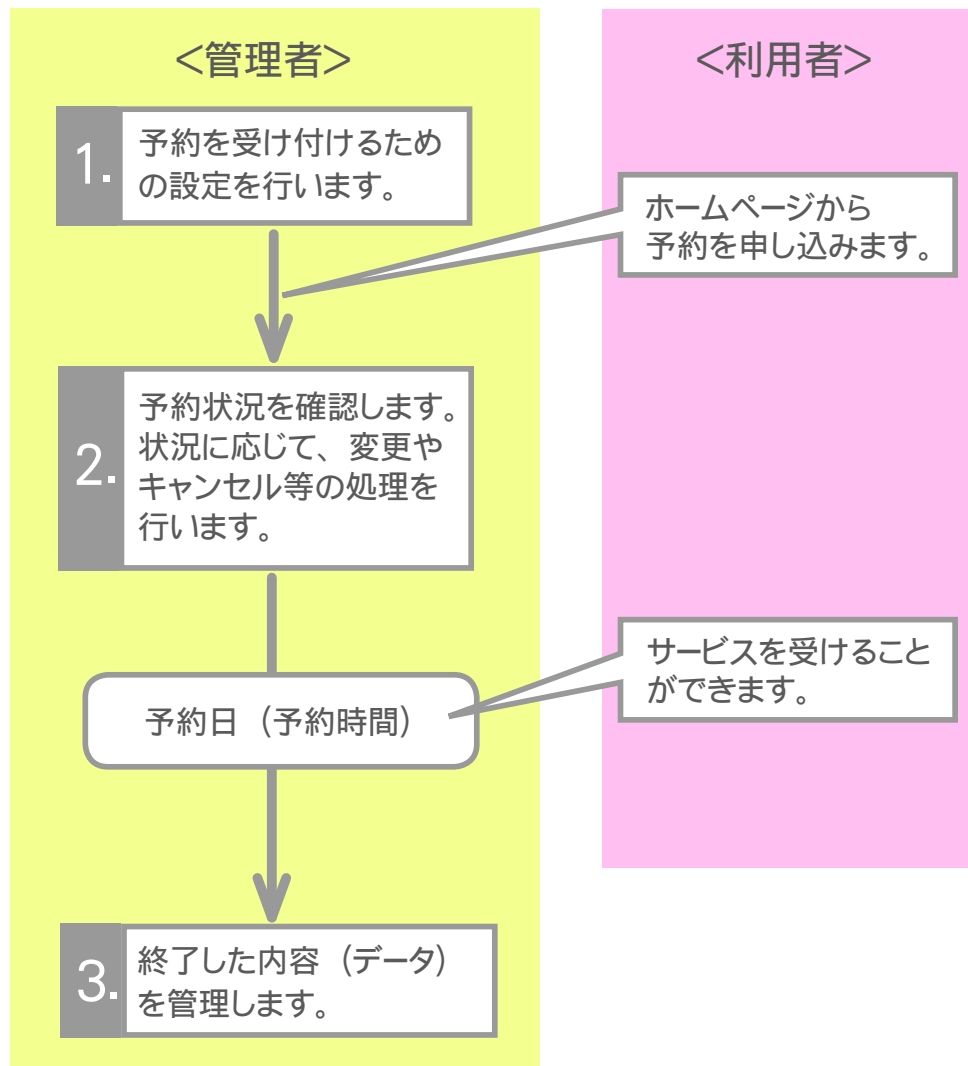 <管理者>
<利用者>
1.
予約を受け付けるため
の設定を行います。
ホームページから
予約を申し込みます。
2.
予約状況を確認します。
状況に応じて、変更や
キャンセル等の処理を
行います。
サービスを受けること
ができます。
予約日（予約時間）
3.
終了した内容（データ）
を管理します。